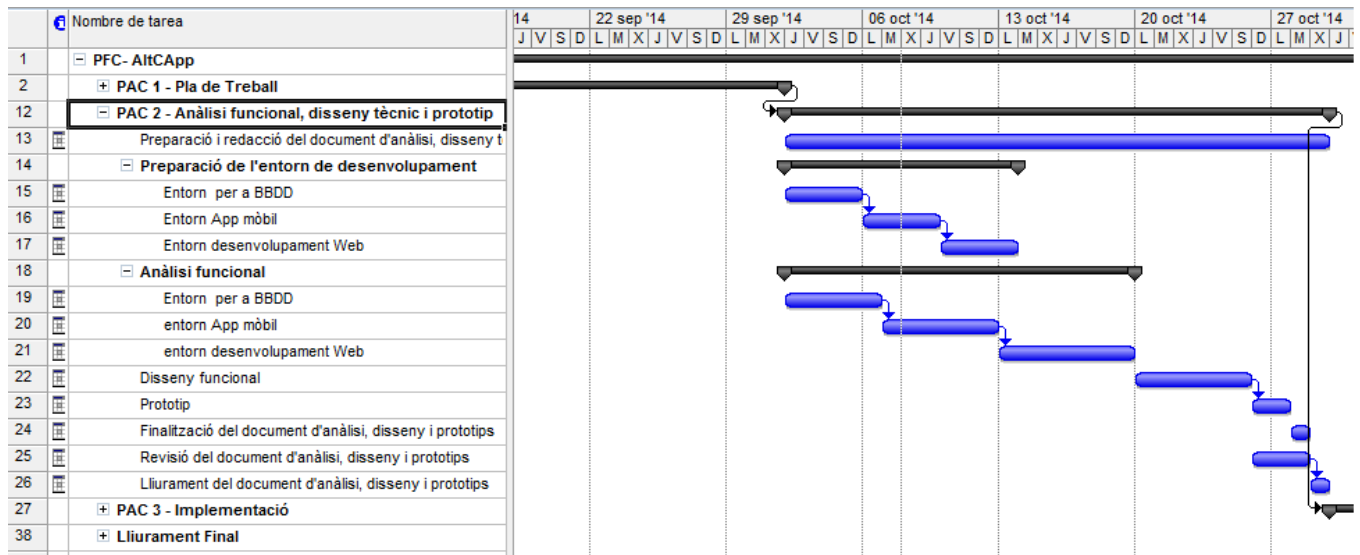 Nombre de tarea
14 22 sep '14 29 sep '14 06 oct '14 13 oct '14 20 oct '14 27 oct '14
J V S D L M X J V S D L M X J V S D L M X J V S D L M X J V S D L M X J V S D L M X J
1 PFC- AltCApp
2 PAC 1 - Pla de Treball
12 PAC 2 - Anàlisi funcional, disseny tècnic i prototip
13 Preparació i redacció del document d'anàlisi, disseny t
14 Preparació de l'entorn de desenvolupament
15 Entorn per a BBDD
16 Entorn App mòbil
17 Entorn desenvolupament Web
18 Anàlisi funcional
19 Entorn per a BBDD
20 entorn App mòbil
21 entorn desenvolupament Web
22 Disseny funcional
23 Prototip
24 Finalització del document d'anàlisi, disseny i prototips
25 Revisió del document d'anàlisi, disseny i prototips
26 Lliurament del document d'anàlisi, disseny i prototips
27 PAC 3 - Implementació
38 Lliurament Final